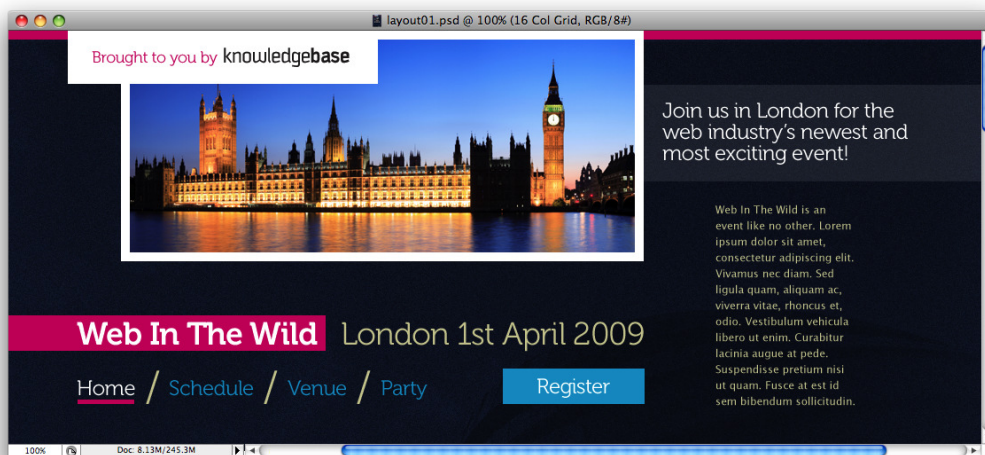 layout01.psd @ 100% (16 Col Grid, RGB/8#)
Brought to you by knowledgebase
Join us in London for the
web industry's newest and
most exciting event!
Web In The Wild is an
event like no other. Lorem
ipsum dolor sit amet,
consectetur adipiscing elit.
Vivamus nec diam. Sed
ligula quam, aliquam ac,
viverra vitae, rhoncus et,
odio. Vestibulum vehicula
libero ut enim. Curabitur
lacinia augue at pede.
Suspendisse pretium nisi
ut quam. Fusce at est id
sem bibendum sollicitudin.
Web In The Wild London 1st April 2009
Home / Schedule / Venue / Party Register
100% Doc: 8.13M/245.3M